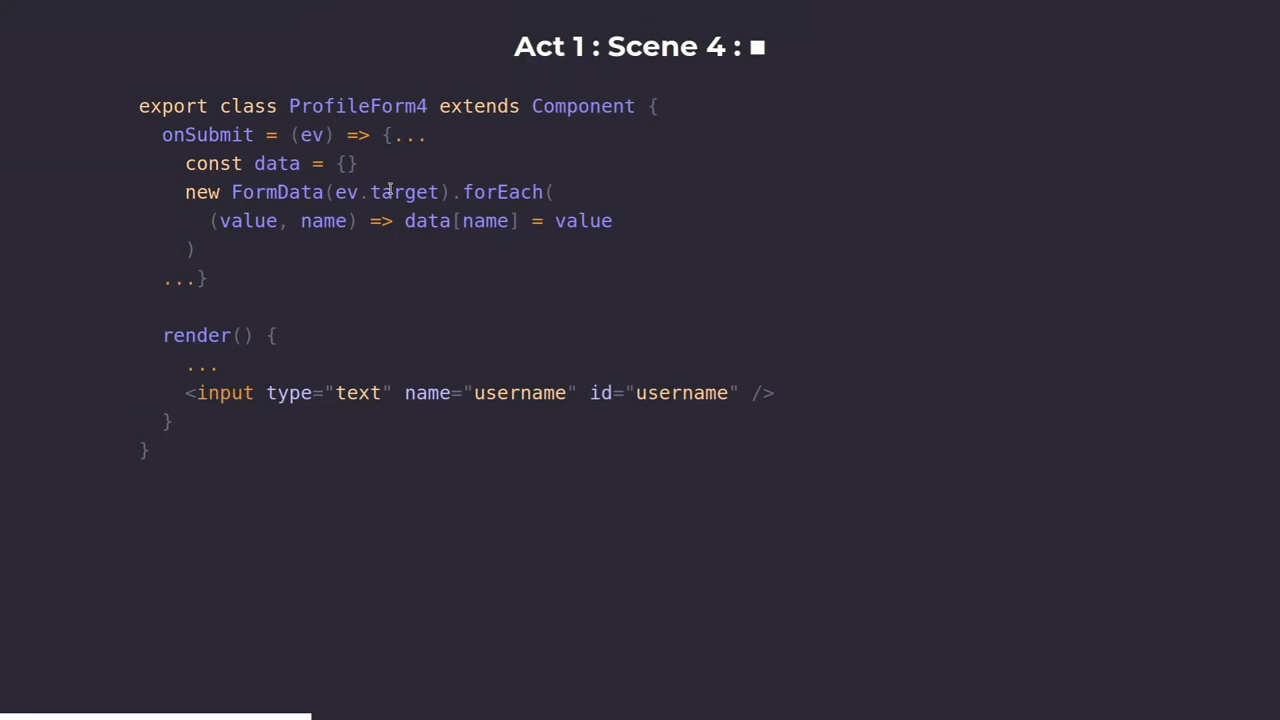 Act 1 : Scene 4 : ■
export class ProfileForm4 extends Component {
onSubmit = (ev) => {...
const data = {}
new FormData(ev.target).forEach(
(value, name) => data[name] = value
)
...}
render() {
...
<input type="text" name="username" id="username" />
}
}